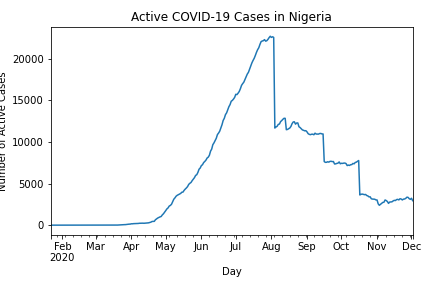 Active COVID-19 Cases in Nigeria
Number of Active Cases
20000
15000
10000
5000
0
Feb Mar Apr May Jun Jul Aug Sep Oct Nov Dec
2020
Day